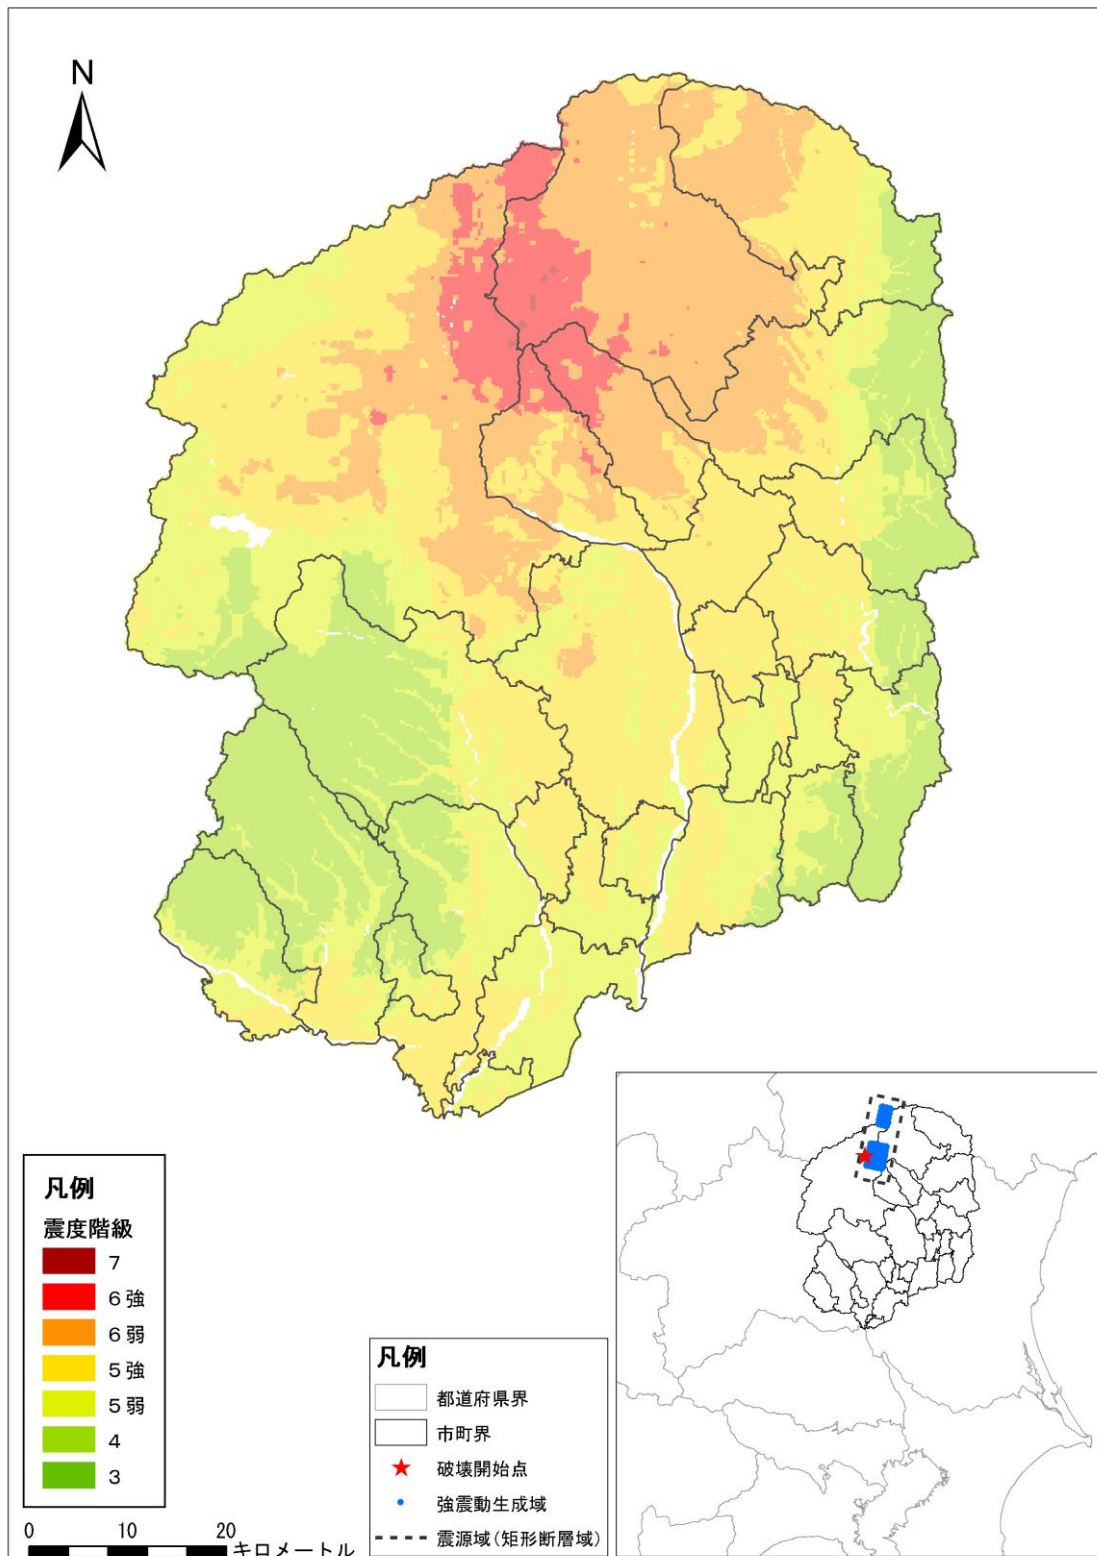 N
凡例
震度階級
7
6強
6弱
5強
5弱
4
3
0 10 20
キロメートル
凡例
都道府県界
市町界
破壊開始点
強震動生成域
震源域(矩形断層域)